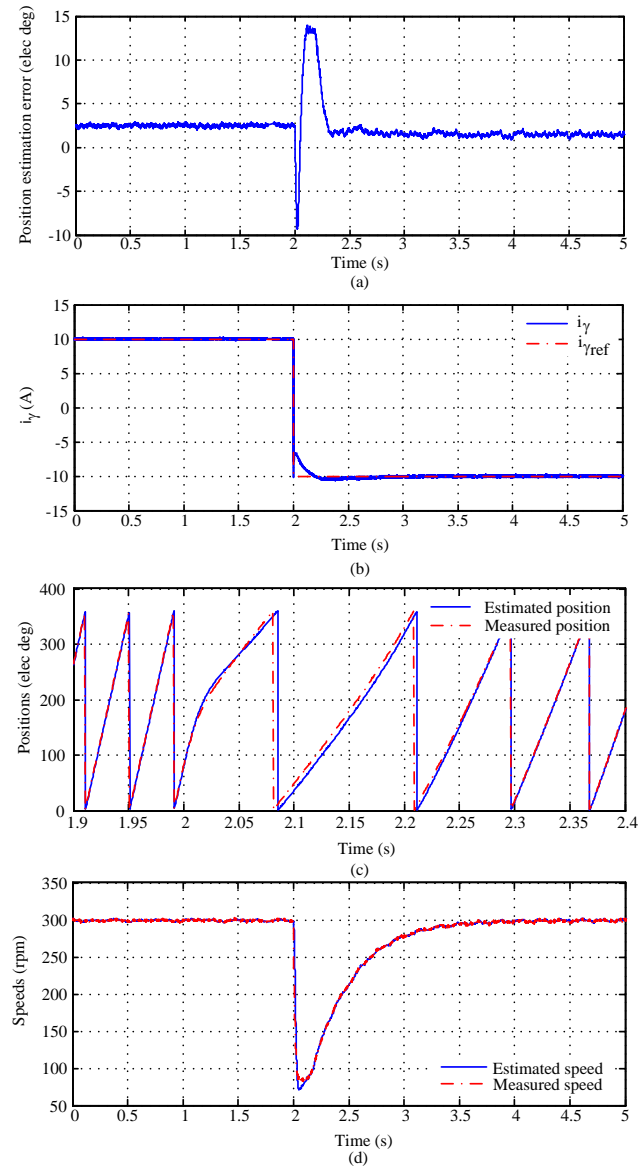 Position estimation error (elec deg)
15
10
5
0
-5
-10
0 0.5 1 1.5 2 2.5 3 3.5 4 4.5 5
Time (s)
(a)
i_γ (A)
15
10
5
0
-5
-10
-15
i_γ
i_γref
0 0.5 1 1.5 2 2.5 3 3.5 4 4.5 5
Time (s)
(b)
Positions (elec deg)
400
300
200
100
0
Estimated position
Measured position
1.9 1.95 2 2.05 2.1 2.15 2.2 2.25 2.3 2.35 2.4
Time (s)
(c)
Speeds (rpm)
350
300
250
200
150
100
50
Estimated speed
Measured speed
0 0.5 1 1.5 2 2.5 3 3.5 4 4.5 5
Time (s)
(d)